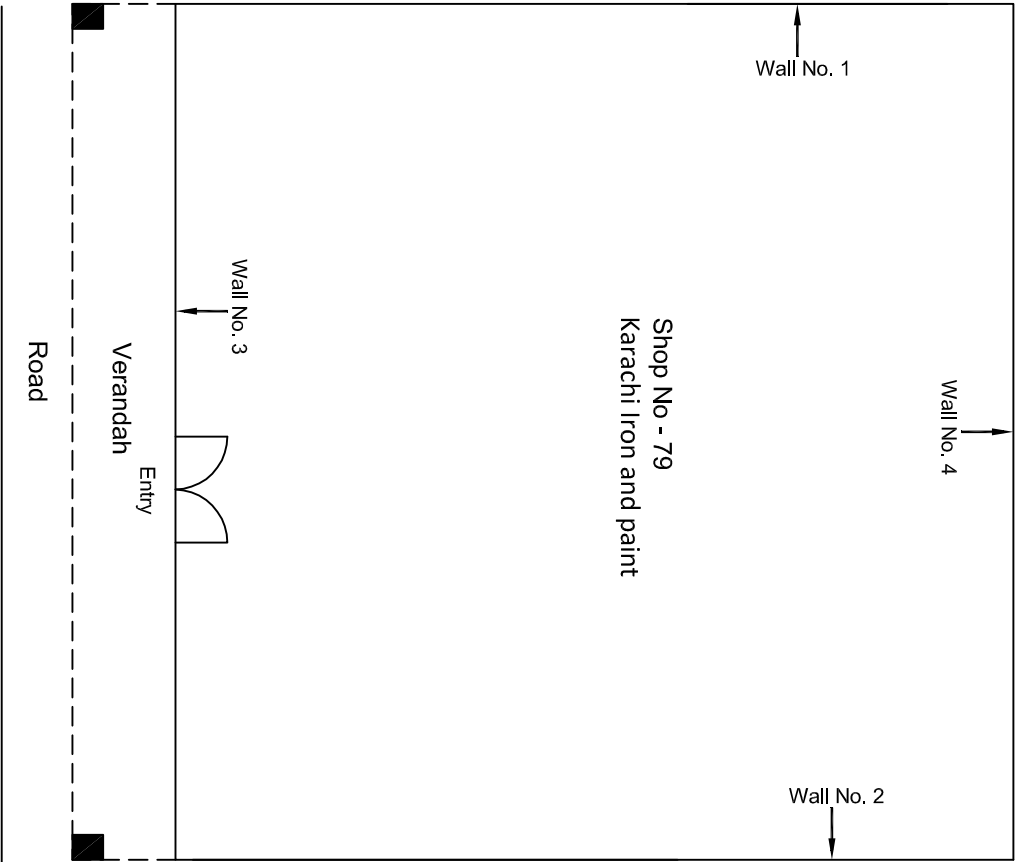 Wall No. 1
Wall No. 3
Shop No - 79
Karachi Iron and paint
Wall No. 4
Road
Verandah
Entry
Wall No. 2